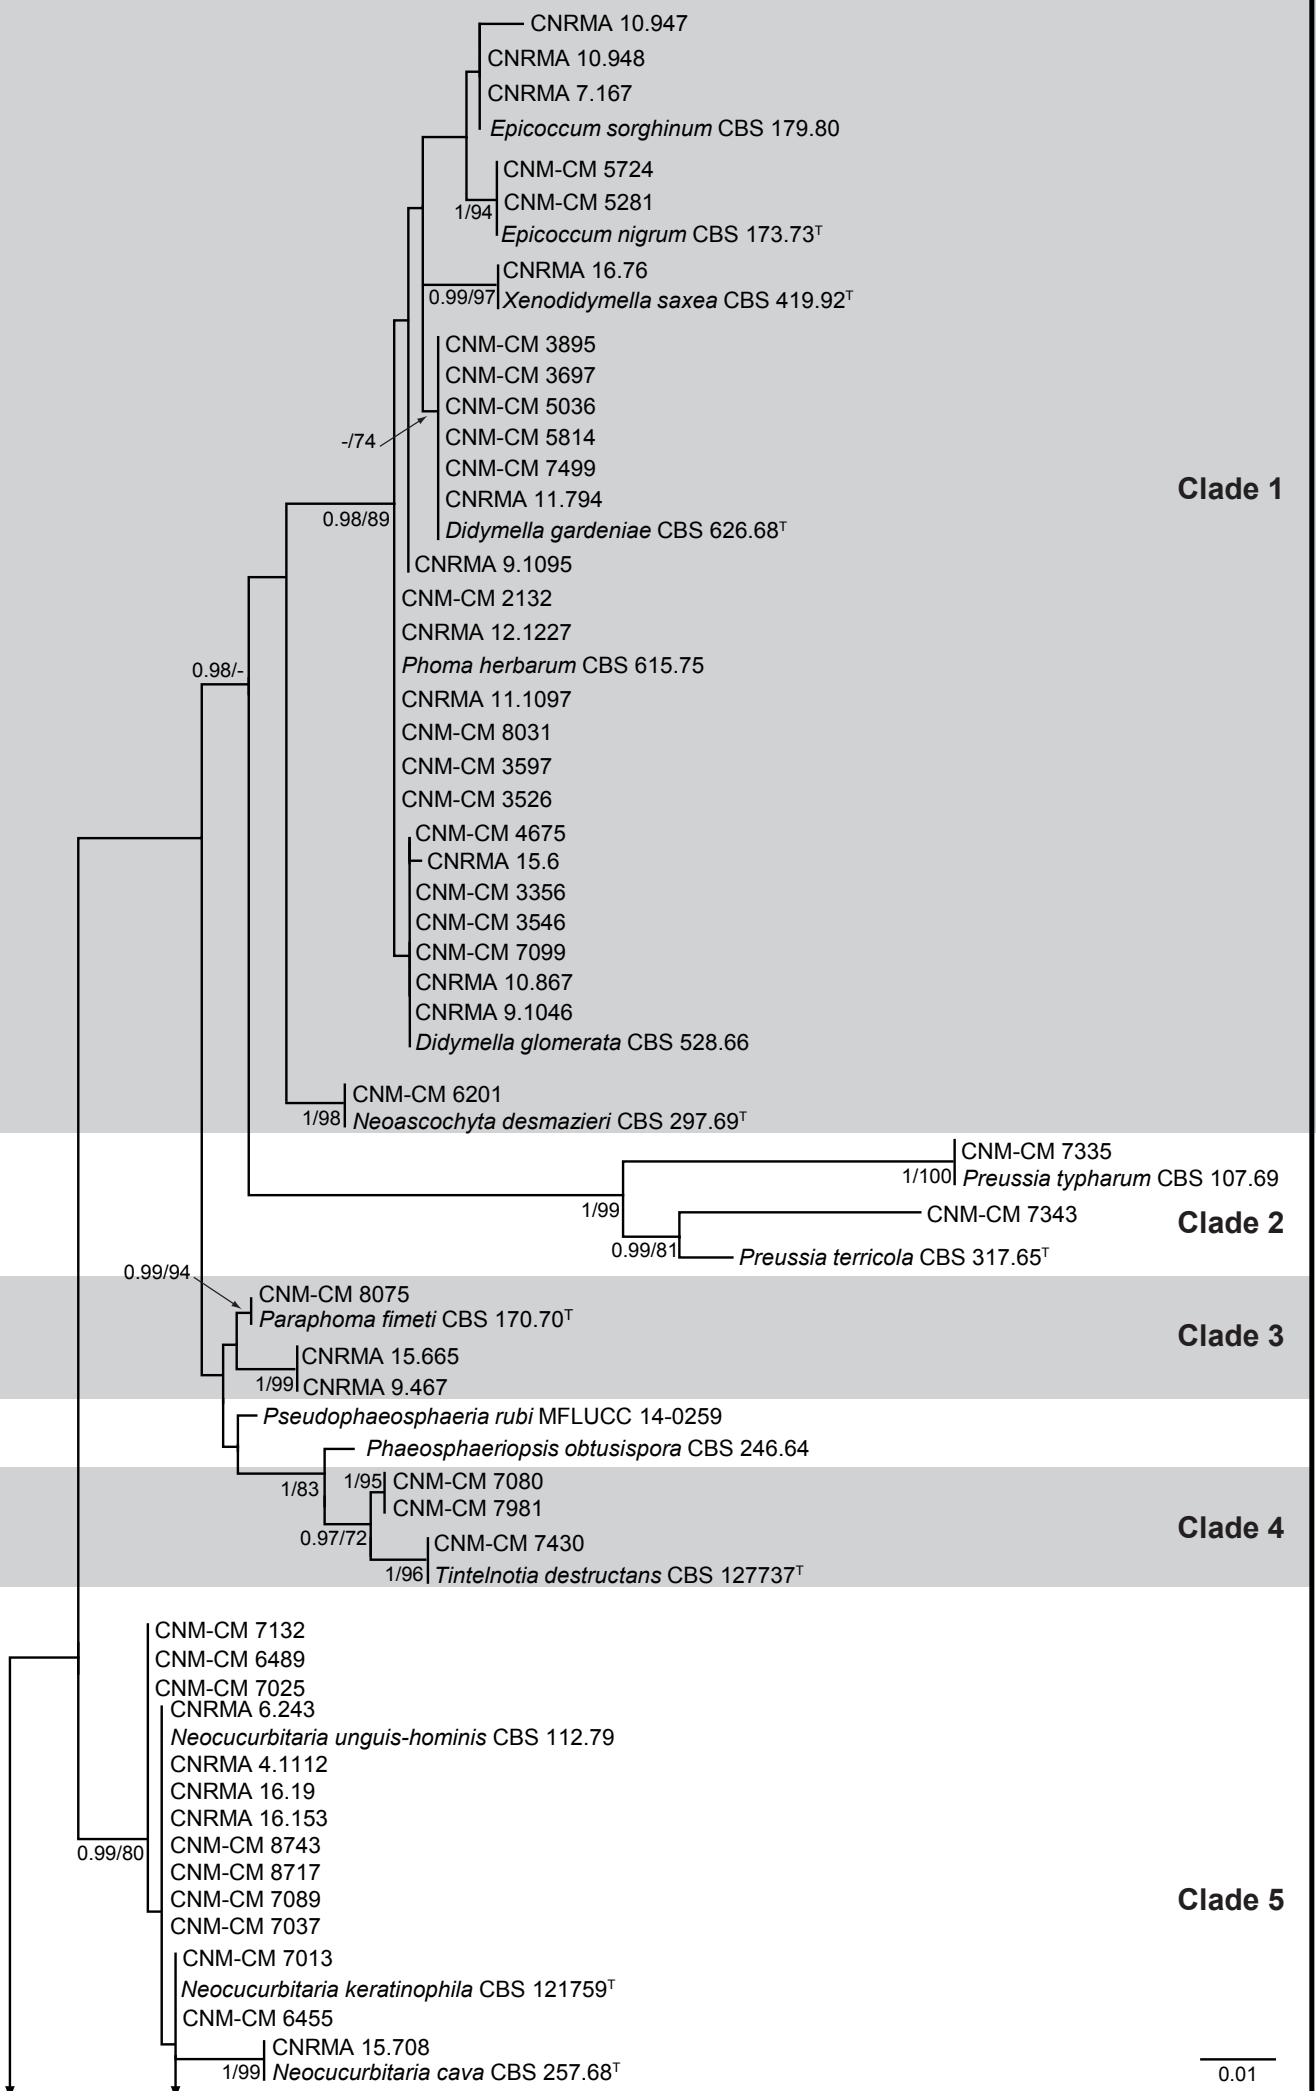 CNRMA 10.947
CNRMA 10.948
CNRMA 7.167
Epicoccum sorghinum CBS 179.80
CNM-CM 5724
CNM-CM 5281
1/94
Epicoccum nigrum CBS 173.73ᵀ
CNRMA 16.76
0.99/97
Xenodidymella saxea CBS 419.92ᵀ
CNM-CM 3895
CNM-CM 3697
CNM-CM 5036
CNM-CM 5814
-/74
CNM-CM 7499
Clade 1
CNRMA 11.794
0.98/89
Didymella gardeniae CBS 626.68ᵀ
CNRMA 9.1095
CNM-CM 2132
CNRMA 12.1227
Phoma herbarum CBS 615.75
0.98/-
CNRMA 11.1097
CNM-CM 8031
CNM-CM 3597
CNM-CM 3526
CNM-CM 4675
CNRMA 15.6
CNM-CM 3356
CNM-CM 3546
CNM-CM 7099
CNRMA 10.867
CNRMA 9.1046
Didymella glomerata CBS 528.66
CNM-CM 6201
1/98
Neoascochyta desmazieri CBS 297.69ᵀ
CNM-CM 7335
1/100
Preussia typharum CBS 107.69
1/99
CNM-CM 7343
Clade 2
0.99/81
Preussia terricola CBS 317.65ᵀ
0.99/94
CNM-CM 8075
Paraphoma fimeti CBS 170.70ᵀ
Clade 3
CNRMA 15.665
1/99
CNRMA 9.467
Pseudophaeosphaeria rubi MFLUCC 14-0259
Phaeosphaeriopsis obtusispora CBS 246.64
1/83
1/95
CNM-CM 7080
CNM-CM 7981
Clade 4
0.97/72
CNM-CM 7430
1/96
Tintelnotia destructans CBS 127737ᵀ
CNM-CM 7132
CNM-CM 6489
CNM-CM 7025
CNRMA 6.243
Neocucurbitaria unguis-hominis CBS 112.79
CNRMA 4.1112
CNRMA 16.19
CNRMA 16.153
CNM-CM 8743
0.99/80
CNM-CM 8717
CNM-CM 7089
Clade 5
CNM-CM 7037
CNM-CM 7013
Neocucurbitaria keratinophila CBS 121759ᵀ
CNM-CM 6455
CNRMA 15.708
1/99
Neocucurbitaria cava CBS 257.68ᵀ
0.01